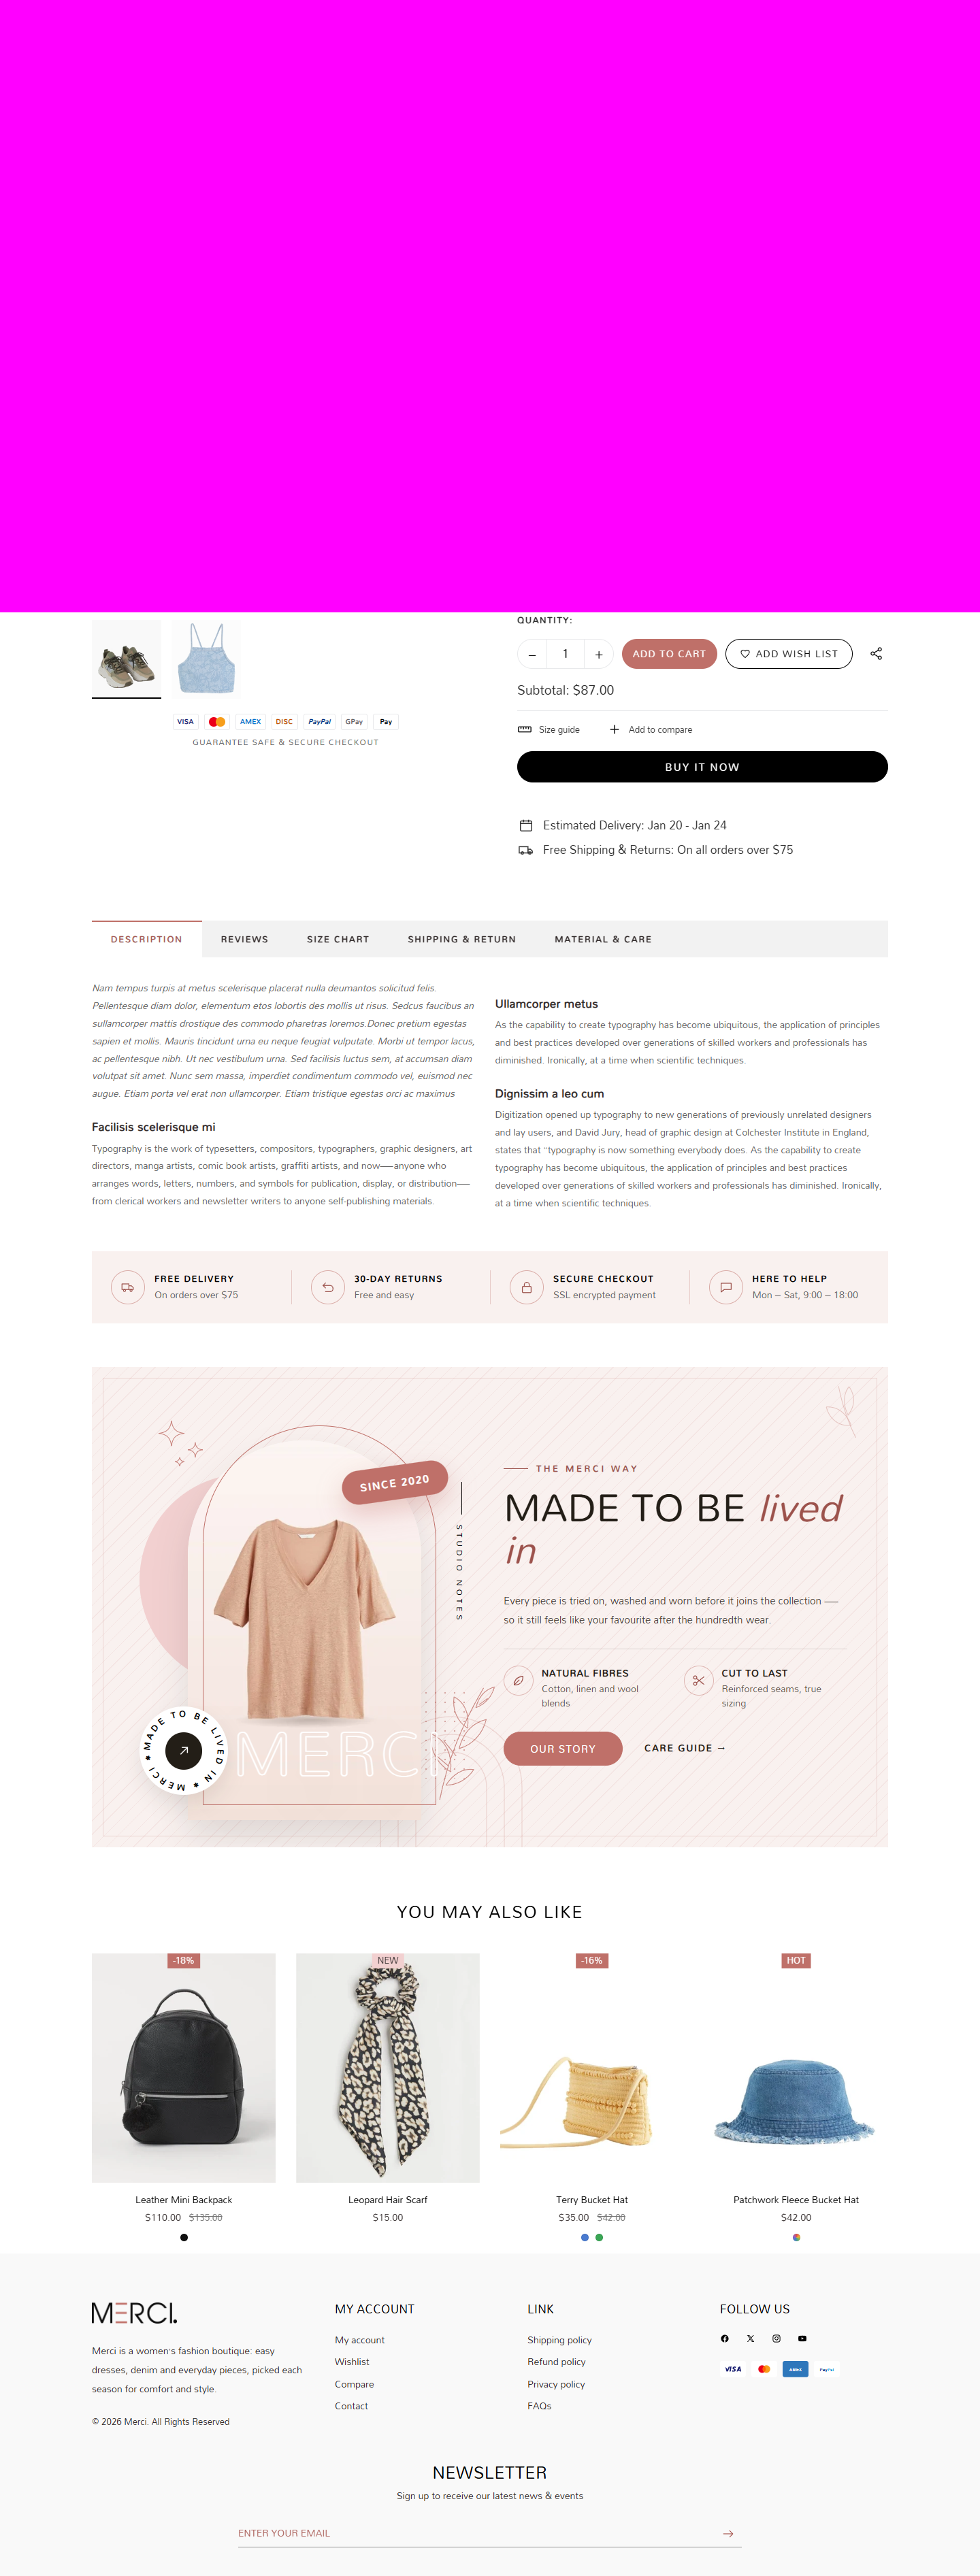 QUANTITY:
– 1 + ADD TO CART ADD WISH LIST
Subtotal: $87.00
VISA AMEX DISC PayPal GPay Pay
Size guide Add to compare
GUARANTEE SAFE & SECURE CHECKOUT
BUY IT NOW
Estimated Delivery: Jan 20 - Jan 24
Free Shipping & Returns: On all orders over $75
DESCRIPTION REVIEWS SIZE CHART SHIPPING & RETURN MATERIAL & CARE
Nam tempus turpis at metus scelerisque placerat nulla deumantos solicitud felis.
Pellentesque diam dolor, elementum etos lobortis des mollis ut risus. Sedcus faucibus an
sullamcorper mattis drostique des commodo pharetras loremos.Donec pretium egestas
sapien et mollis. Mauris tincidunt urna eu neque feugiat vulputate. Morbi ut tempor lacus,
ac pellentesque nibh. Ut nec vestibulum urna. Sed facilisis luctus sem, at accumsan diam
volutpat sit amet. Nunc sem massa, imperdiet condimentum commodo vel, euismod nec
augue. Etiam porta vel erat non ullamcorper. Etiam tristique egestas orci ac maximus
Facilisis scelerisque mi
Typography is the work of typesetters, compositors, typographers, graphic designers, art
directors, manga artists, comic book artists, graffiti artists, and now—anyone who
arranges words, letters, numbers, and symbols for publication, display, or distribution—
from clerical workers and newsletter writers to anyone self-publishing materials.
Ullamcorper metus
As the capability to create typography has become ubiquitous, the application of principles
and best practices developed over generations of skilled workers and professionals has
diminished. Ironically, at a time when scientific techniques.
Dignissim a leo cum
Digitization opened up typography to new generations of previously unrelated designers
and lay users, and David Jury, head of graphic design at Colchester Institute in England,
states that “typography is now something everybody does. As the capability to create
typography has become ubiquitous, the application of principles and best practices
developed over generations of skilled workers and professionals has diminished. Ironically,
at a time when scientific techniques.
FREE DELIVERY
On orders over $75
30-DAY RETURNS
Free and easy
SECURE CHECKOUT
SSL encrypted payment
HERE TO HELP
Mon – Sat, 9:00 – 18:00
SINCE 2020
STUDIO NOTES
MERCI
MADE TO BE LIVED IN * MERCI *
THE MERCI WAY
MADE TO BE lived
in
Every piece is tried on, washed and worn before it joins the collection —
so it still feels like your favourite after the hundredth wear.
NATURAL FIBRES
Cotton, linen and wool
blends
CUT TO LAST
Reinforced seams, true
sizing
OUR STORY CARE GUIDE →
YOU MAY ALSO LIKE
-18%
Leather Mini Backpack
$110.00 $135.00
NEW
Leopard Hair Scarf
$15.00
-16%
Terry Bucket Hat
$35.00 $42.00
HOT
Patchwork Fleece Bucket Hat
$42.00
MERCI.
Merci is a women's fashion boutique: easy
dresses, denim and everyday pieces, picked each
season for comfort and style.
© 2026 Merci. All Rights Reserved
MY ACCOUNT
My account
Wishlist
Compare
Contact
LINK
Shipping policy
Refund policy
Privacy policy
FAQs
FOLLOW US
VISA AMEX PayPal
NEWSLETTER
Sign up to receive our latest news & events
ENTER YOUR EMAIL